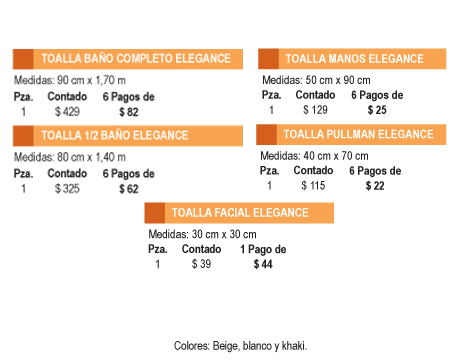 TOALLA BAÑO COMPLETO ELEGANCE
Medidas: 90 cm x 1,70 m
Pza. Contado 6 Pagos de
1 $ 429 $ 82
TOALLA MANOS ELEGANCE
Medidas: 50 cm x 90 cm
Pza. Contado 6 Pagos de
1 $ 129 $ 25
TOALLA 1/2 BAÑO ELEGANCE
Medidas: 80 cm x 1,40 m
Pza. Contado 6 Pagos de
1 $ 325 $ 62
TOALLA PULLMAN ELEGANCE
Medidas: 40 cm x 70 cm
Pza. Contado 6 Pagos de
1 $ 115 $ 22
TOALLA FACIAL ELEGANCE
Medidas: 30 cm x 30 cm
Pza. Contado 1 Pago de
1 $ 39 $ 44
Colores: Beige, blanco y khaki.